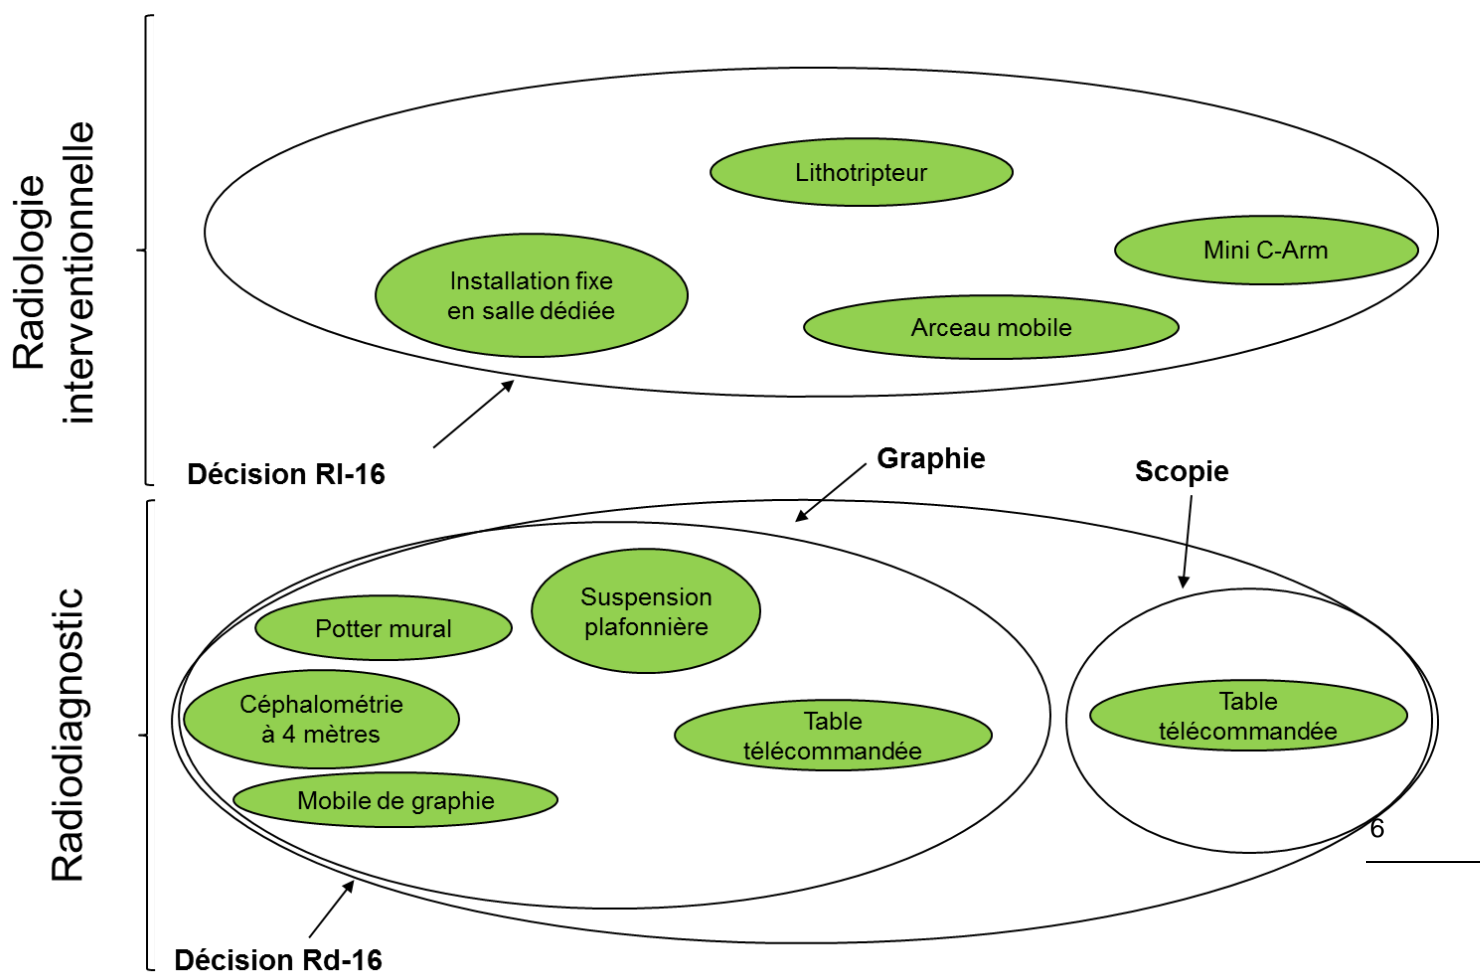 Radiologie
interventionnelle
Lithotripteur
Mini C-Arm
Installation fixe
en salle dédiée
Arceau mobile
Décision RI-16
Graphie
Scopie
Radiodiagnostic
Suspension
plafonnière
Potter mural
Céphalométrie
à 4 mètres
Table
télécommandée
Table
télécommandée
Mobile de graphie
6
Décision Rd-16